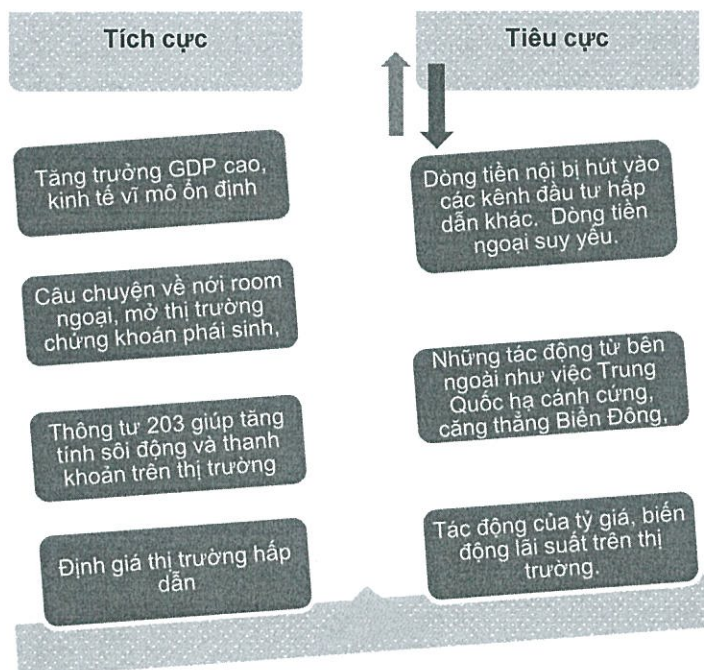 Tích cực
Tăng trưởng GDP cao,
kinh tế vĩ mô ổn định
Câu chuyện về nới room
ngoại, mở thị trường
chứng khoán phái sinh,
Thông tư 203 giúp tăng
tính sôi động và thanh
khoản trên thị trường
Định giá thị trường hấp
dẫn
Tiêu cực
Dòng tiền nội bị hút vào
các kênh đầu tư hấp
dẫn khác. Dòng tiền
ngoại suy yếu.
Những tác động từ bên
ngoài như việc Trung
Quốc hạ cánh cứng,
căng thẳng Biển Đông,
Tác động của tỷ giá, biến
động lãi suất trên thị
trường.